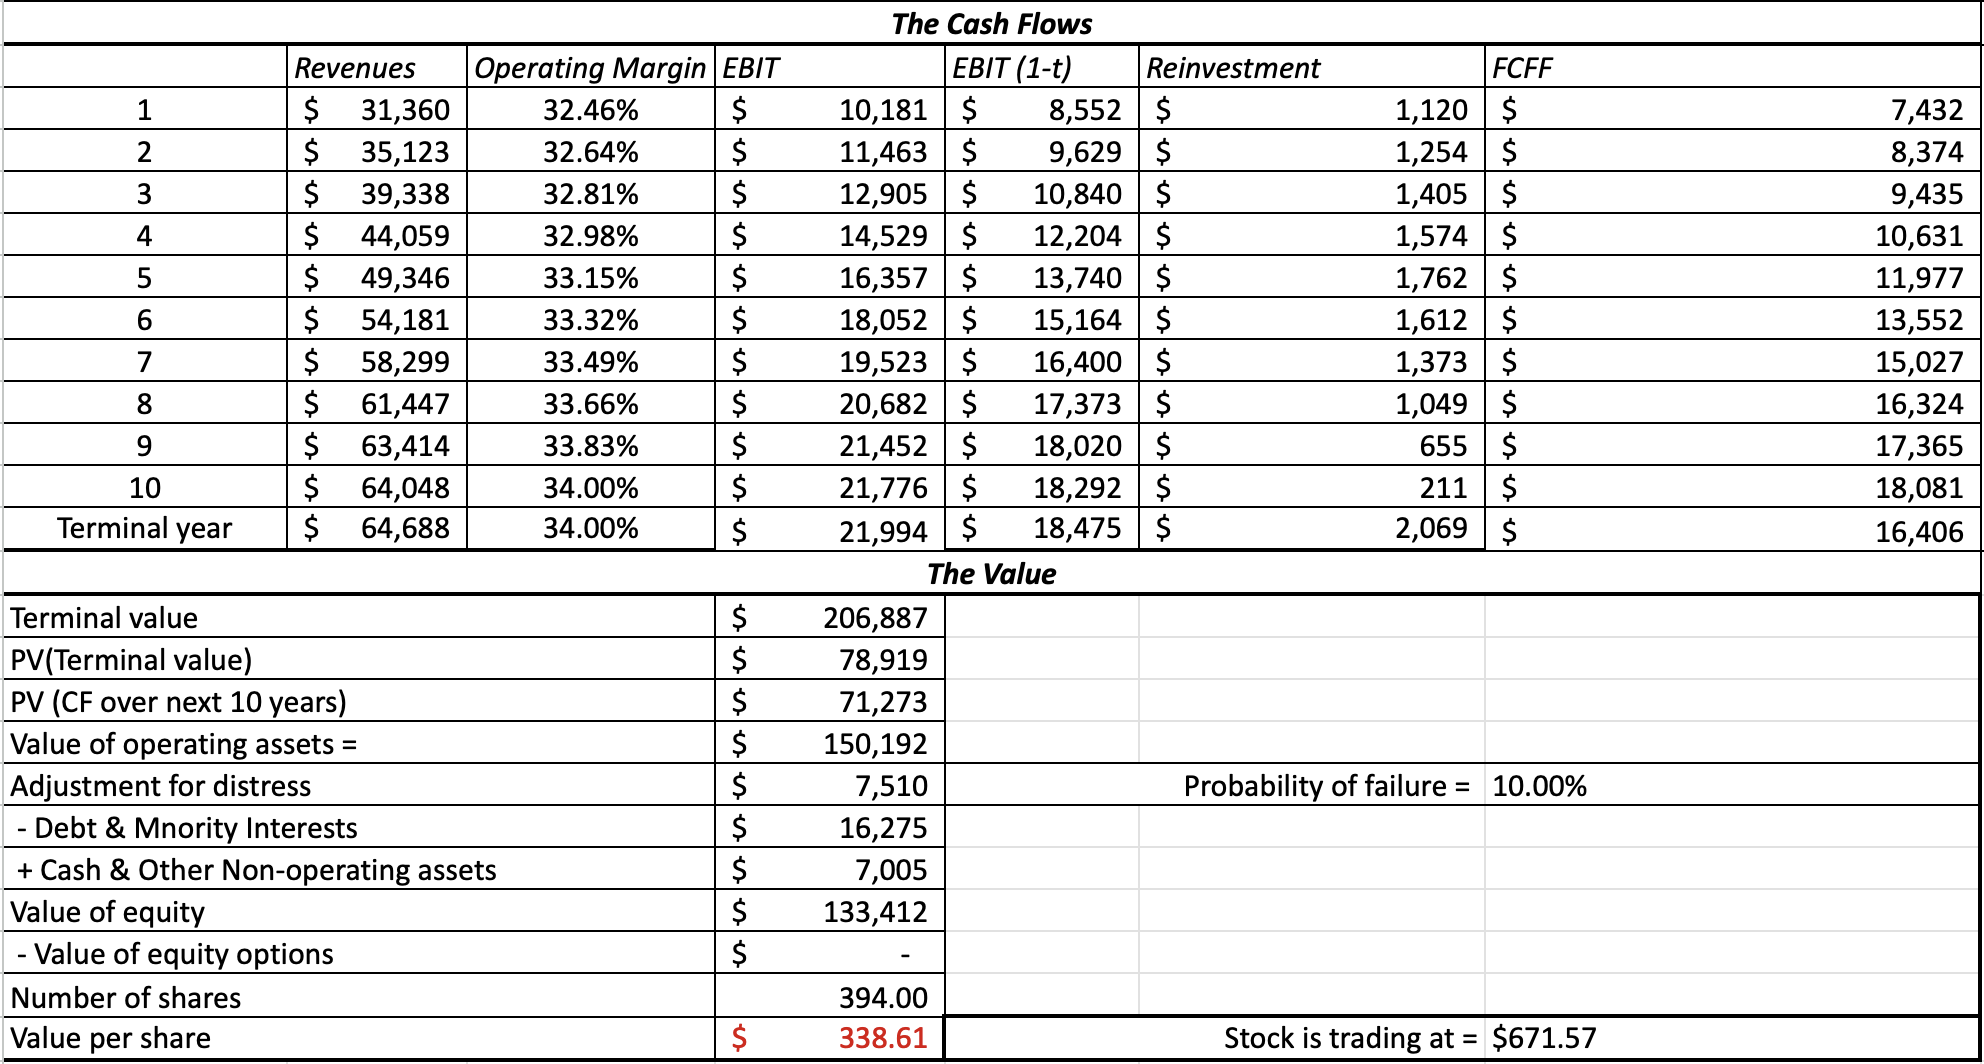 The Cash Flows
Revenues Operating Margin EBIT EBIT (1-t) Reinvestment FCFF
1 $ 31,360 32.46% $ 10,181 $ 8,552 $ 1,120 $ 7,432
2 $ 35,123 32.64% $ 11,463 $ 9,629 $ 1,254 $ 8,374
3 $ 39,338 32.81% $ 12,905 $ 10,840 $ 1,405 $ 9,435
4 $ 44,059 32.98% $ 14,529 $ 12,204 $ 1,574 $ 10,631
5 $ 49,346 33.15% $ 16,357 $ 13,740 $ 1,762 $ 11,977
6 $ 54,181 33.32% $ 18,052 $ 15,164 $ 1,612 $ 13,552
7 $ 58,299 33.49% $ 19,523 $ 16,400 $ 1,373 $ 15,027
8 $ 61,447 33.66% $ 20,682 $ 17,373 $ 1,049 $ 16,324
9 $ 63,414 33.83% $ 21,452 $ 18,020 $ 655 $ 17,365
10 $ 64,048 34.00% $ 21,776 $ 18,292 $ 211 $ 18,081
Terminal year $ 64,688 34.00% $ 21,994 $ 18,475 $ 2,069 $ 16,406
The Value
Terminal value $ 206,887
PV(Terminal value) $ 78,919
PV (CF over next 10 years) $ 71,273
Value of operating assets = $ 150,192
Adjustment for distress $ 7,510 Probability of failure = 10.00%
- Debt & Mnority Interests $ 16,275
+ Cash & Other Non-operating assets $ 7,005
Value of equity $ 133,412
- Value of equity options $ -
Number of shares 394.00
Value per share $ 338.61 Stock is trading at = $671.57